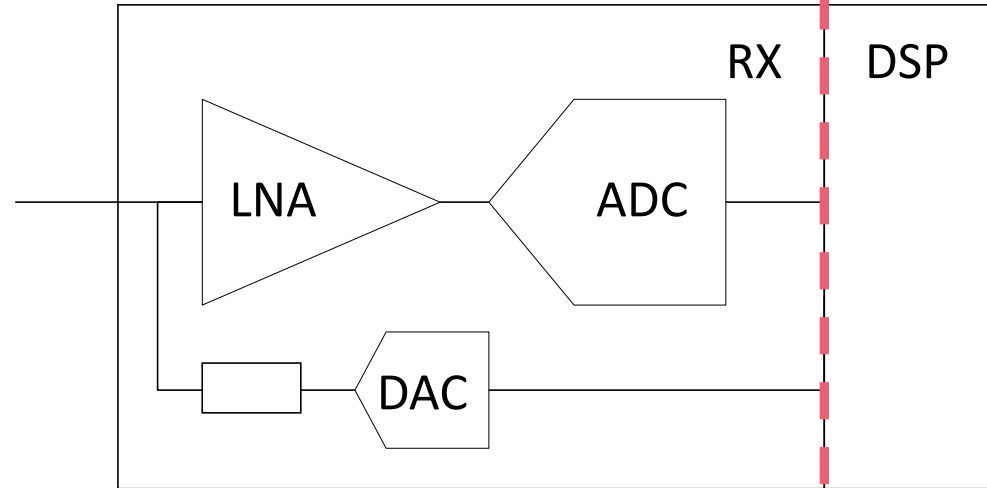 RX
DSP
LNA
ADC
DAC